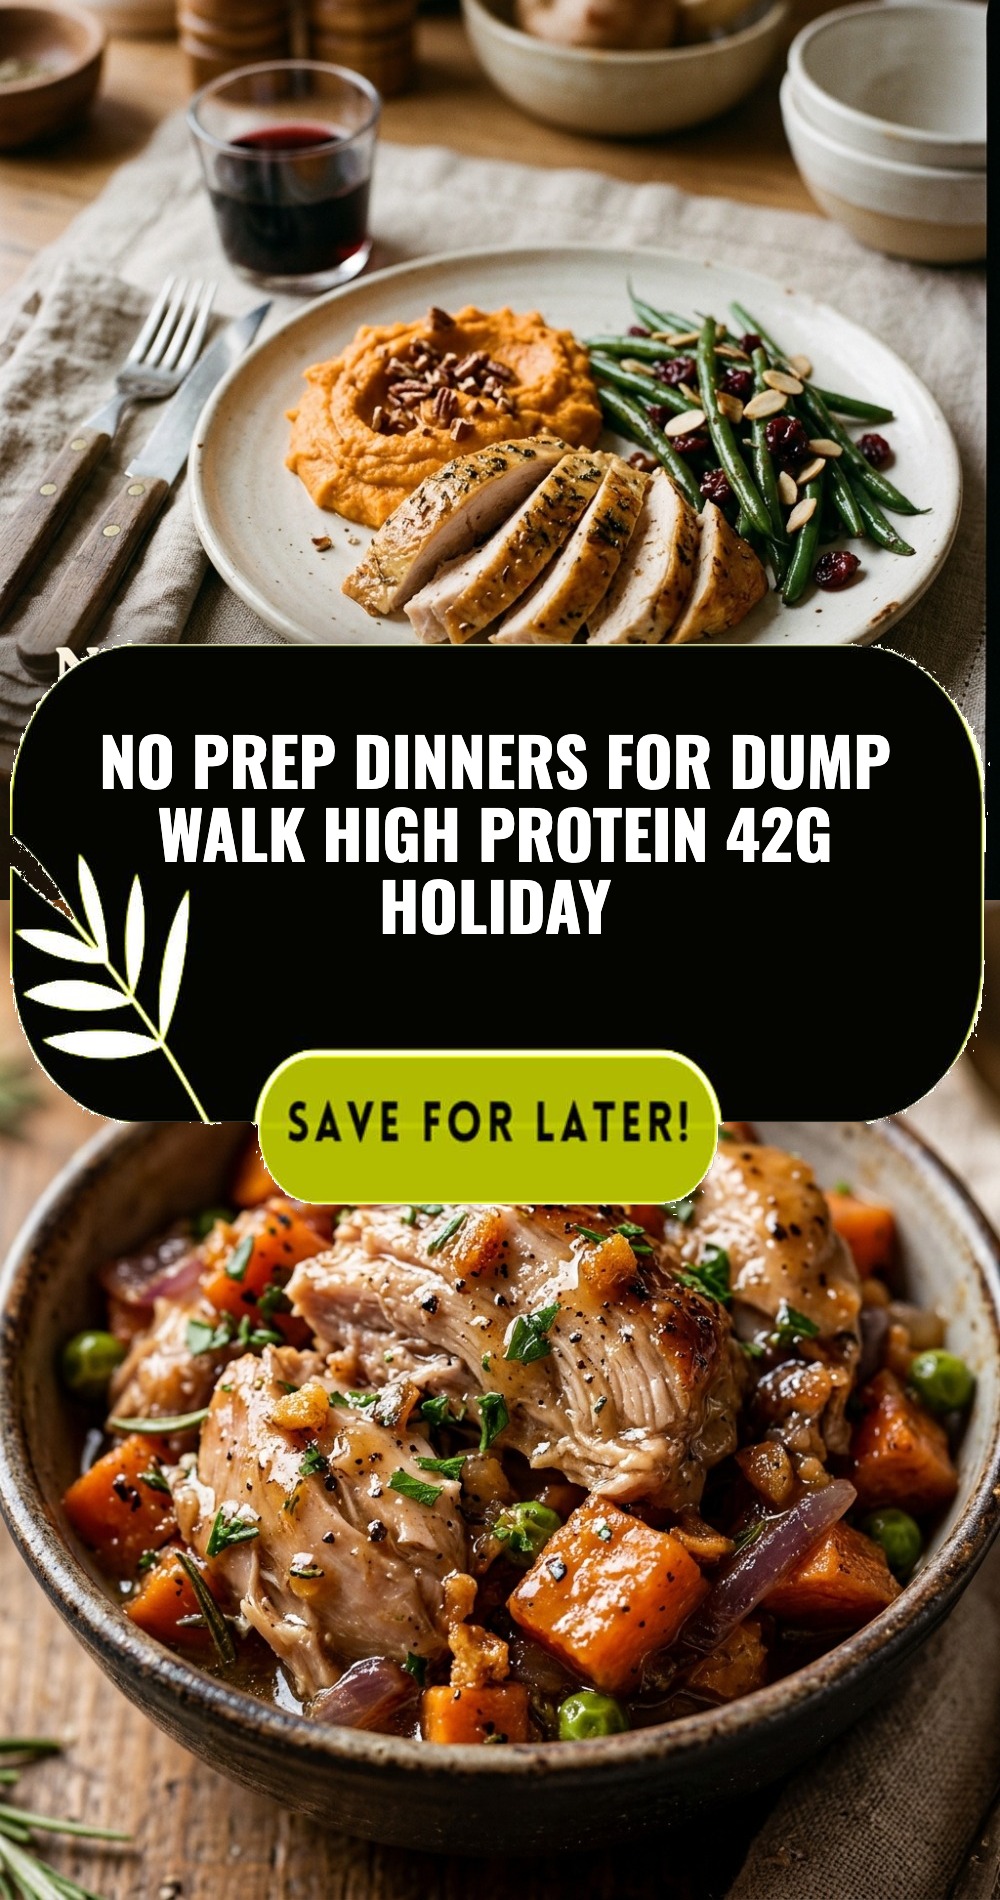 NO PREP DINNERS FOR DUMP
WALK HIGH PROTEIN 42G
HOLIDAY
SAVE FOR LATER!